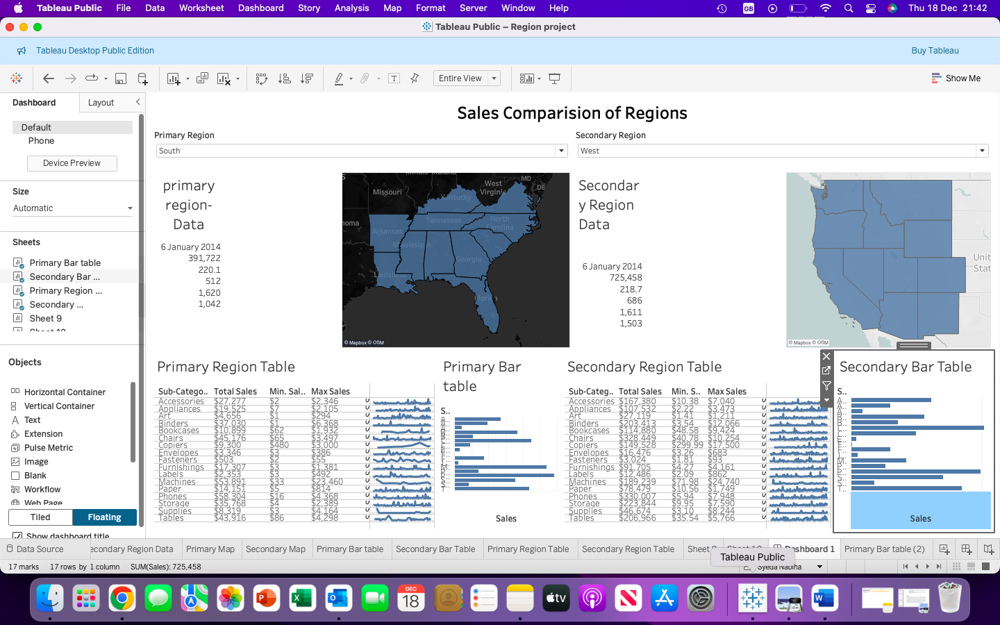 Tableau Public File Data Worksheet Dashboard Story Analysis Map Format Server Window Help GB Thu 18 Dec 21:42
Tableau Public – Region project
Tableau Desktop Public Edition Buy Tableau
Entire View Show Me
Dashboard Layout
Default
Phone
Device Preview
Size
Automatic
Sheets
Primary Bar table
Secondary Bar ...
Primary Region ...
Secondary ...
Sheet 9
Objects
Horizontal Container
Vertical Container
Text
Extension
Pulse Metric
Image
Blank
Workflow
Web Page
Tiled Floating
Show dashboard title
Sales Comparision of Regions
Primary Region
South
Secondary Region
West
primary
region-
Data
6 January 2014
391,722
220.1
512
1,620
1,042
Illinois Indiana
Missouri
West
Virginia
MD
DE
Kentucky
Tennessee
North
Carolina
Arkansas
Mississippi
Georgia
Louisiana
Florida
© Mapbox © OSM
Secondar
y Region
Data
6 January 2014
725,458
218.7
686
1,611
1,503
Unit
Stat
© Mapbox © OSM
Primary Region Table
Sub-Catego.. Total Sales Min. Sal.. Max Sales
Accessories $27,277 $2 $2,346
Appliances $19,525 $7 $2,105
Art $4,656 $1 $294
Binders $37,030 $1 $6,368
Bookcases $10,899 $62 $1,932
Chairs $45,176 $65 $3,497
Copiers $9,300 $480 $3,000
Envelopes $3,346 $3 $386
Fasteners $503 $2 $55
Furnishings $17,307 $3 $1,381
Labels $2,353 $3 $492
Machines $53,891 $33 $23,460
Paper $14,151 $5 $814
Phones $58,304 $16 $4,368
Storage $35,768 $4 $2,389
Supplies $8,319 $3 $4,164
Tables $43,916 $86 $4,298
Primary Bar
table
S..
Sales
Secondary Region Table
Sub-Categ.. Total Sales Min. S.. Max Sales
Accessories $167,380 $10.38 $7,040
Appliances $107,532 $2.22 $3,473
Art $27,119 $1.41 $1,211
Binders $203,413 $3.54 $12,066
Bookcases $114,880 $48.58 $9,424
Chairs $328,449 $40.78 $10,254
Copiers $149,528 $299.99 $17,500
Envelopes $16,476 $3.26 $683
Fasteners $3,024 $1.81 $93
Furnishings $91,705 $4.27 $4,161
Labels $12,486 $2.09 $862
Machines $189,239 $71.98 $24,740
Paper $78,479 $10.56 $1,749
Phones $330,007 $5.94 $7,948
Storage $223,844 $9.95 $7,590
Supplies $46,674 $3.10 $8,244
Tables $206,966 $35.54 $5,766
Secondary Bar Table
S..
Sales
Data Source econdary Region Data Primary Map Secondary Map Primary Bar table Secondary Bar Table Primary Region Table Secondary Region Table Dashboard 1 Primary Bar table (2)
Tableau Public
17 marks 17 rows by 1 column SUM(Sales): 725,458 Syeda Nabiha
DEC
18
tv